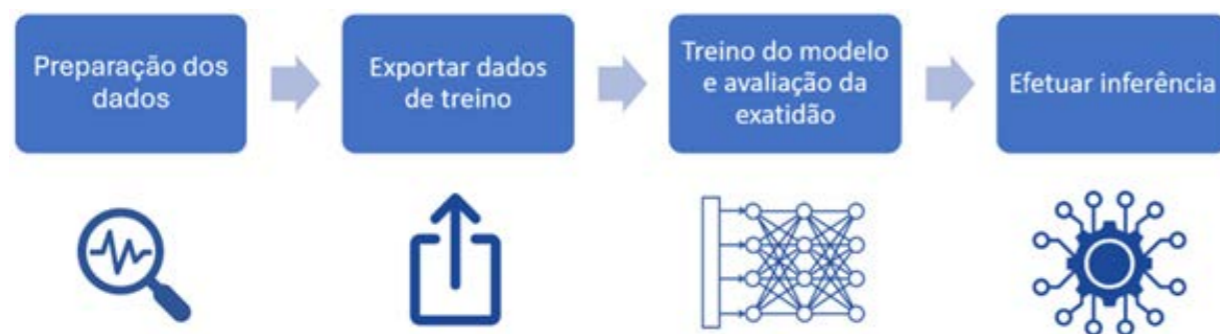 Preparação dos
dados
Exportar dados
de treino
Treino do modelo
e avaliação da
exatidão
Efetuar inferência